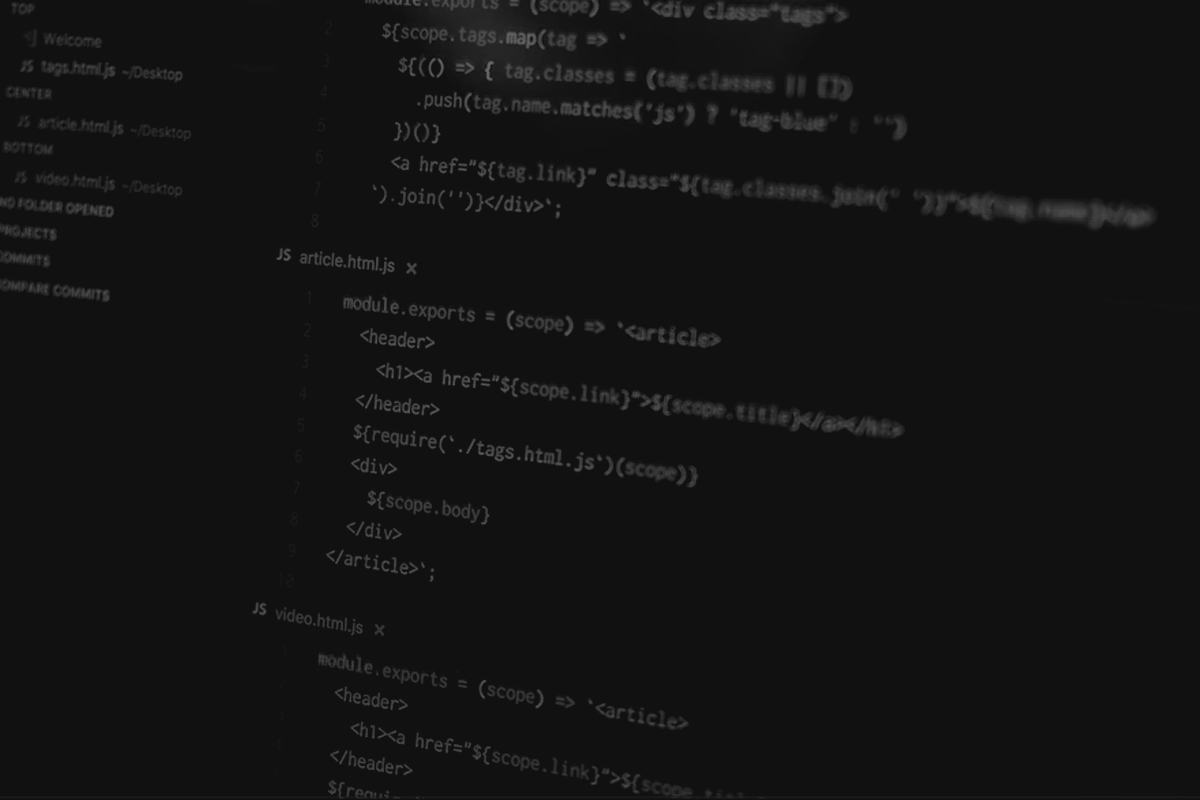 TOP
Welcome
JS tags.html.js ~/Desktop
CENTER
JS article.html.js ~/Desktop
BOTTOM
JS video.html.js ~/Desktop
NO FOLDER OPENED
PROJECTS
COMMITS
COMPARE COMMITS
module.exports = (scope) => `<div class="tags">
2 ${scope.tags.map(tag => `
3 ${(() => { tag.classes = (tag.classes || [])
4 .push(tag.name.matches('js') ? 'tag-blue' : '')
5 })()}
6 <a href="${tag.link}" class="${tag.classes.join(' ')}">${tag.name}</a>
7 `).join('')}</div>`;
8
JS article.html.js ×
1 module.exports = (scope) => `<article>
2 <header>
3 <h1><a href="${scope.link}">${scope.title}</a></h1>
4 </header>
5 ${require('./tags.html.js')(scope)}
6 <div>
7 ${scope.body}
8 </div>
9 </article>`;
10
JS video.html.js ×
module.exports = (scope) => `<article>
<header>
<h1><a href="${scope.link}">${scope.title
</header>
${requi